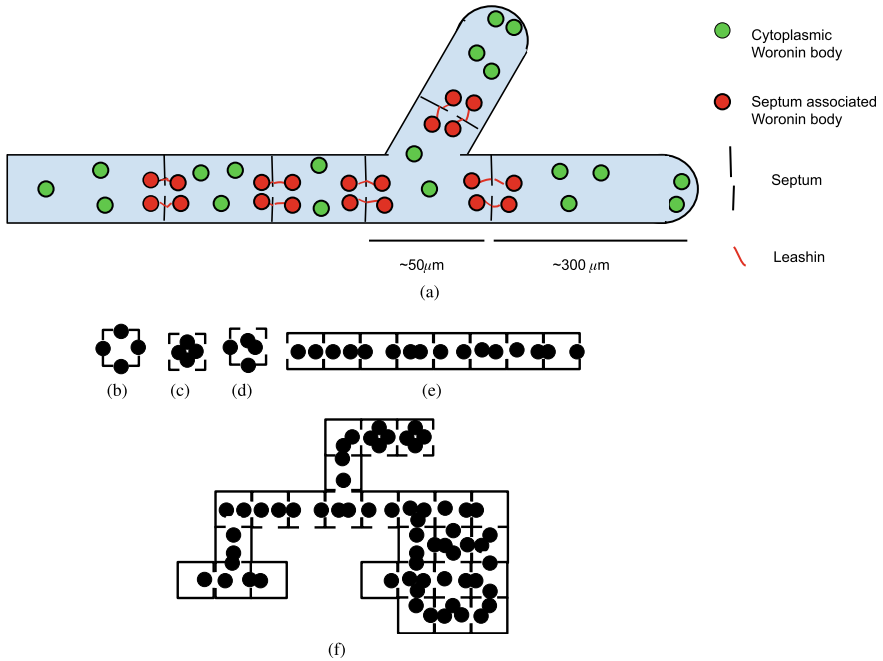 Cytoplasmic
Woronin body
Septum associated
Woronin body
Septum
Leashin
~50μm
~300 μm
(a)
(b)
(c)
(d)
(e)
(f)